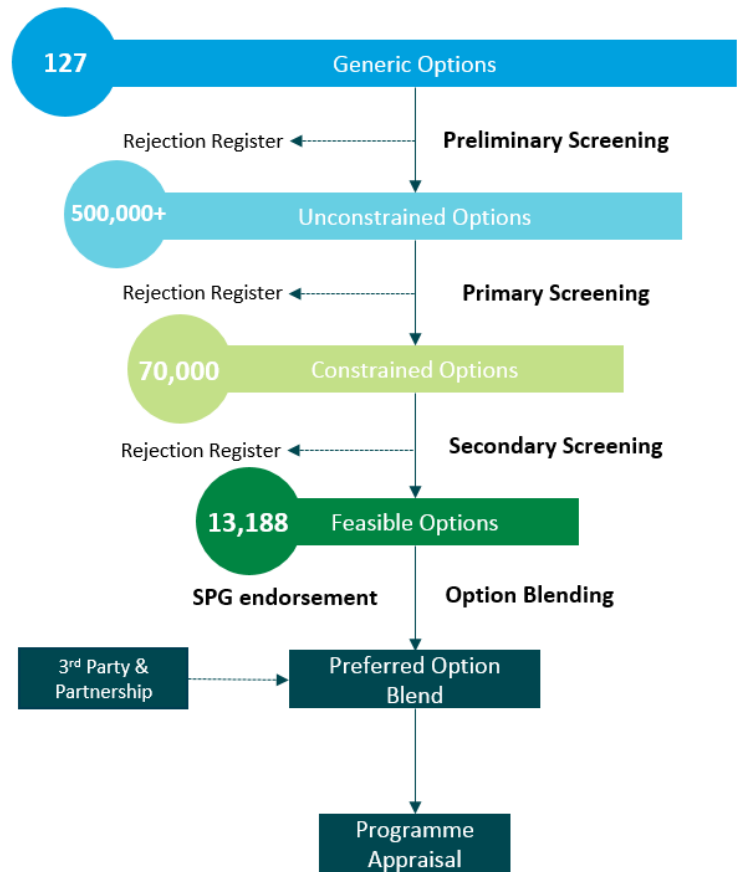 127
Generic Options
Rejection Register
Preliminary Screening
500,000+
Unconstrained Options
Rejection Register
Primary Screening
70,000
Constrained Options
Rejection Register
Secondary Screening
13,188
Feasible Options
SPG endorsement
Option Blending
3rd Party &
Partnership
Preferred Option
Blend
Programme
Appraisal